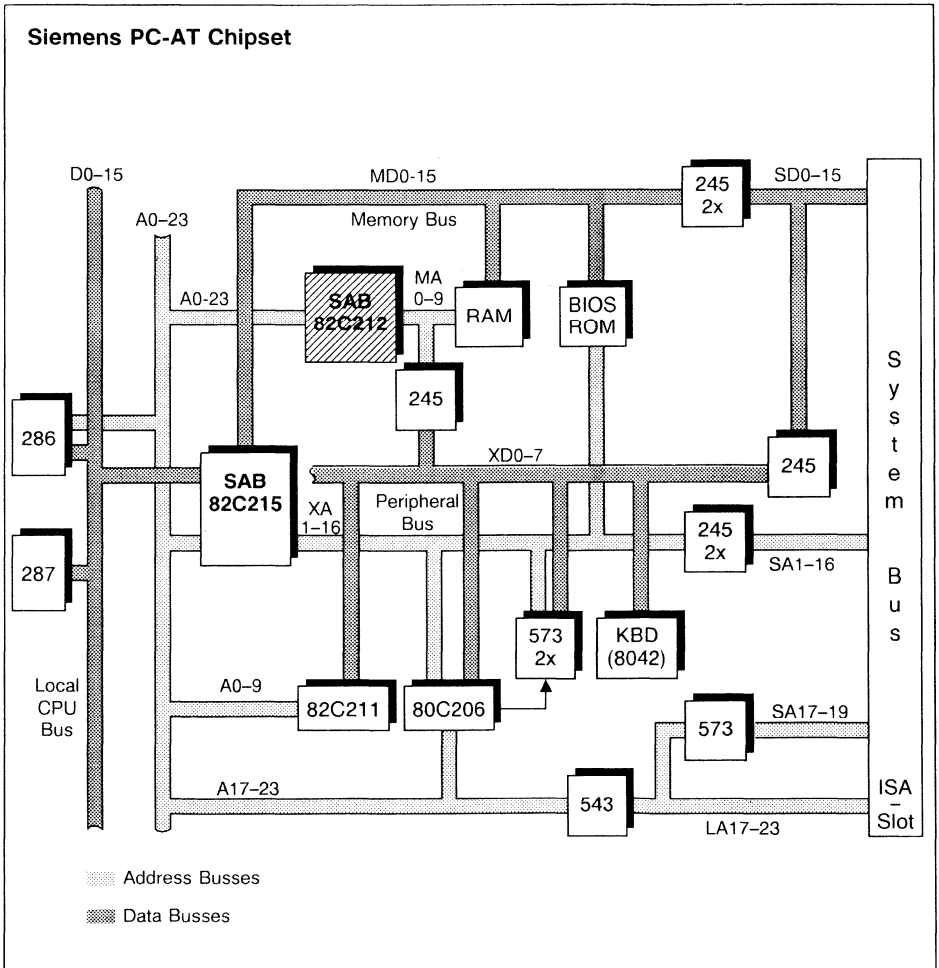 Siemens PC-AT Chipset
D0–15
MD0-15
245
2x
SD0–15
A0–23
Memory Bus
A0-23
SAB
82C212
MA
0–9
RAM
BIOS
ROM
System Bus
286
245
SAB
82C215
XD0–7
245
XA
1–16
Peripheral
Bus
245
2x
SA1–16
287
573
2x
KBD
(8042)
Local
CPU
Bus
A0–9
82C211
80C206
573
SA17–19
A17–23
543
LA17–23
ISA
–
Slot
Address Busses
Data Busses